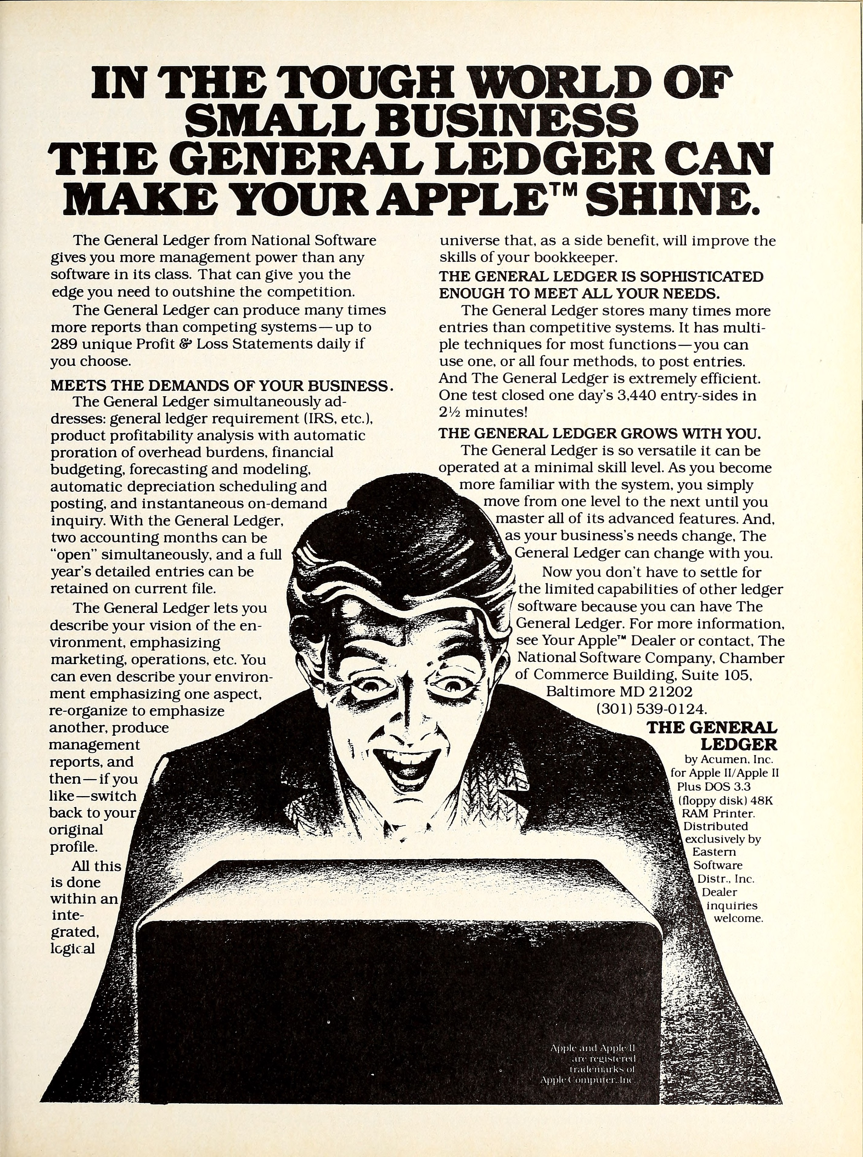 IN THE TOUGH WORLD OF
SMALL BUSINESS
THE GENERAL LEDGER CAN
MAKE YOUR APPLE™ SHINE.
The General Ledger from National Software
gives you more management power than any
software in its class. That can give you the
edge you need to outshine the competition.
The General Ledger can produce many times
more reports than competing systems—up to
289 unique Profit & Loss Statements daily if
you choose.
MEETS THE DEMANDS OF YOUR BUSINESS.
The General Ledger simultaneously ad-
dresses: general ledger requirement (IRS, etc.),
product profitability analysis with automatic
proration of overhead burdens, financial
budgeting, forecasting and modeling,
automatic depreciation scheduling and
posting, and instantaneous on-demand
inquiry. With the General Ledger,
two accounting months can be
“open” simultaneously, and a full
year's detailed entries can be
retained on current file.
The General Ledger lets you
describe your vision of the en-
vironment, emphasizing
marketing, operations, etc. You
can even describe your environ-
ment emphasizing one aspect,
re-organize to emphasize
another, produce
management
reports, and
then—if you
like—switch
back to your
original
profile.
All this
is done
within an
inte-
grated,
logical
universe that, as a side benefit, will improve the
skills of your bookkeeper.
THE GENERAL LEDGER IS SOPHISTICATED
ENOUGH TO MEET ALL YOUR NEEDS.
The General Ledger stores many times more
entries than competitive systems. It has multi-
ple techniques for most functions—you can
use one, or all four methods, to post entries.
And The General Ledger is extremely efficient.
One test closed one day's 3,440 entry-sides in
2½ minutes!
THE GENERAL LEDGER GROWS WITH YOU.
The General Ledger is so versatile it can be
operated at a minimal skill level. As you become
more familiar with the system, you simply
move from one level to the next until you
master all of its advanced features. And,
as your business's needs change, The
General Ledger can change with you.
Now you don't have to settle for
the limited capabilities of other ledger
software because you can have The
General Ledger. For more information,
see Your Apple™ Dealer or contact, The
National Software Company, Chamber
of Commerce Building, Suite 105,
Baltimore MD 21202
(301) 539-0124.
THE GENERAL
LEDGER
by Acumen, Inc.
for Apple II/Apple II
Plus DOS 3.3
(floppy disk) 48K
RAM Printer.
Distributed
exclusively by
Eastern
Software
Distr., Inc.
Dealer
inquiries
welcome.
Apple and Apple II
are registered
trademarks of
Apple Computer, Inc.